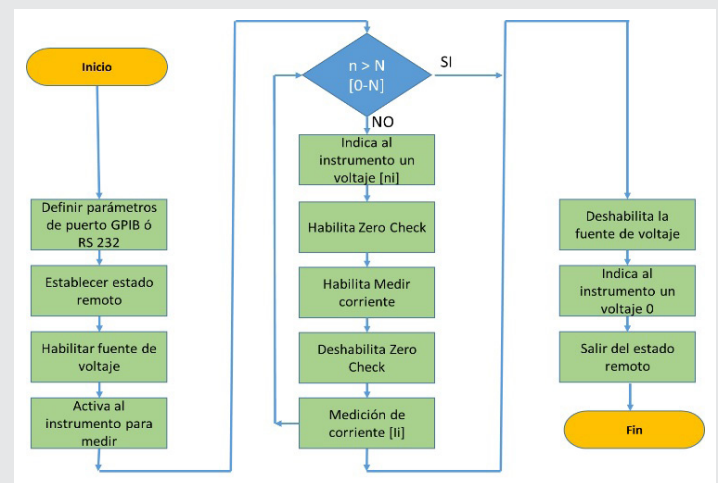 Inicio
Definir parámetros
de puerto GPIB ó
RS 232
Establecer estado
remoto
Habilitar fuente de
voltaje
Activa al
instrumento para
medir
n > N
[0-N]
SI
NO
Indica al
instrumento un
voltaje [ni]
Habilita Zero Check
Habilita Medir
corriente
Deshabilita Zero
Check
Medición de
corriente [Ii]
Deshabilita la
fuente de voltaje
Indica al
instrumento un
voltaje 0
Salir del estado
remoto
Fin